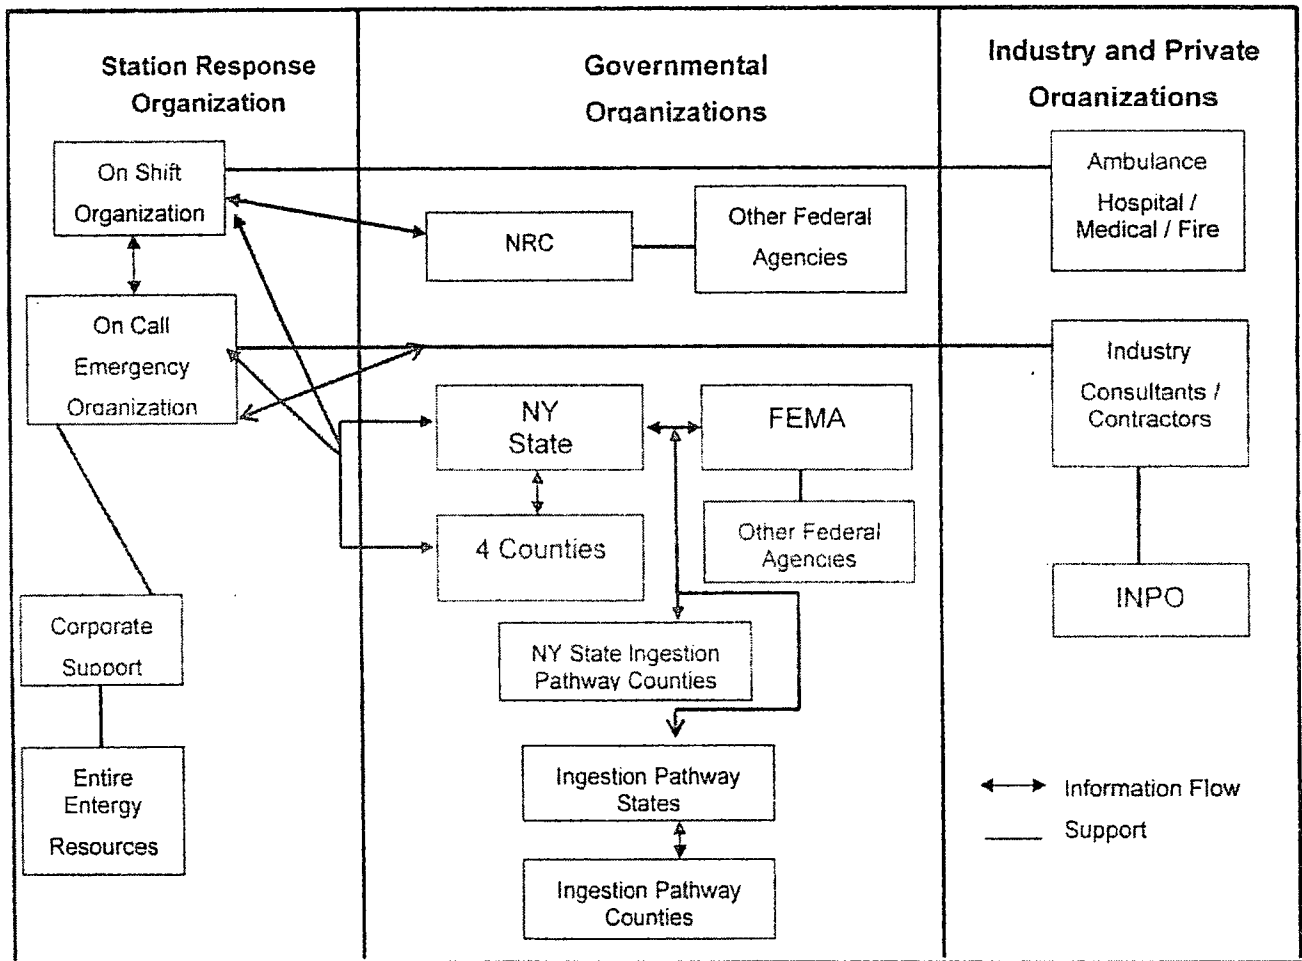 Station Response
Organization
On Shift
Organization
On Call
Emergency
Organization
Corporate
Support
Entire
Entergy
Resources
Governmental
Organizations
NRC
Other Federal
Agencies
NY
State
FEMA
4 Counties
Other Federal
Agencies
NY State Ingestion
Pathway Counties
Ingestion Pathway
States
Ingestion Pathway
Counties
Industry and Private
Organizations
Ambulance
Hospital /
Medical / Fire
Industry
Consultants /
Contractors
INPO
Information Flow
Support